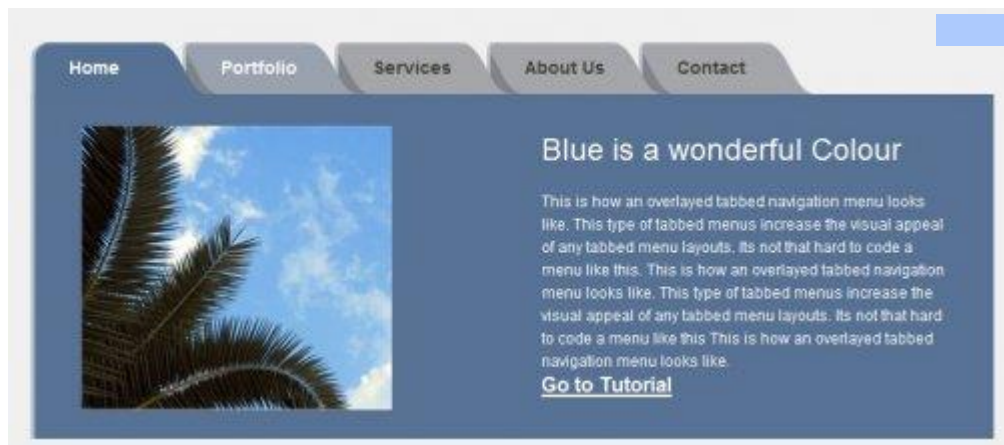 Home Portfolio Services About Us Contact
Blue is a wonderful Colour
This is how an overlayed tabbed navigation menu looks
like. This type of tabbed menus increase the visual appeal
of any tabbed menu layouts. Its not that hard to code a
menu like this. This is how an overlayed tabbed navigation
menu looks like. This type of tabbed menus increase the
visual appeal of any tabbed menu layouts. Its not that hard
to code a menu like this This is how an overlayed tabbed
navigation menu looks like.
Go to Tutorial